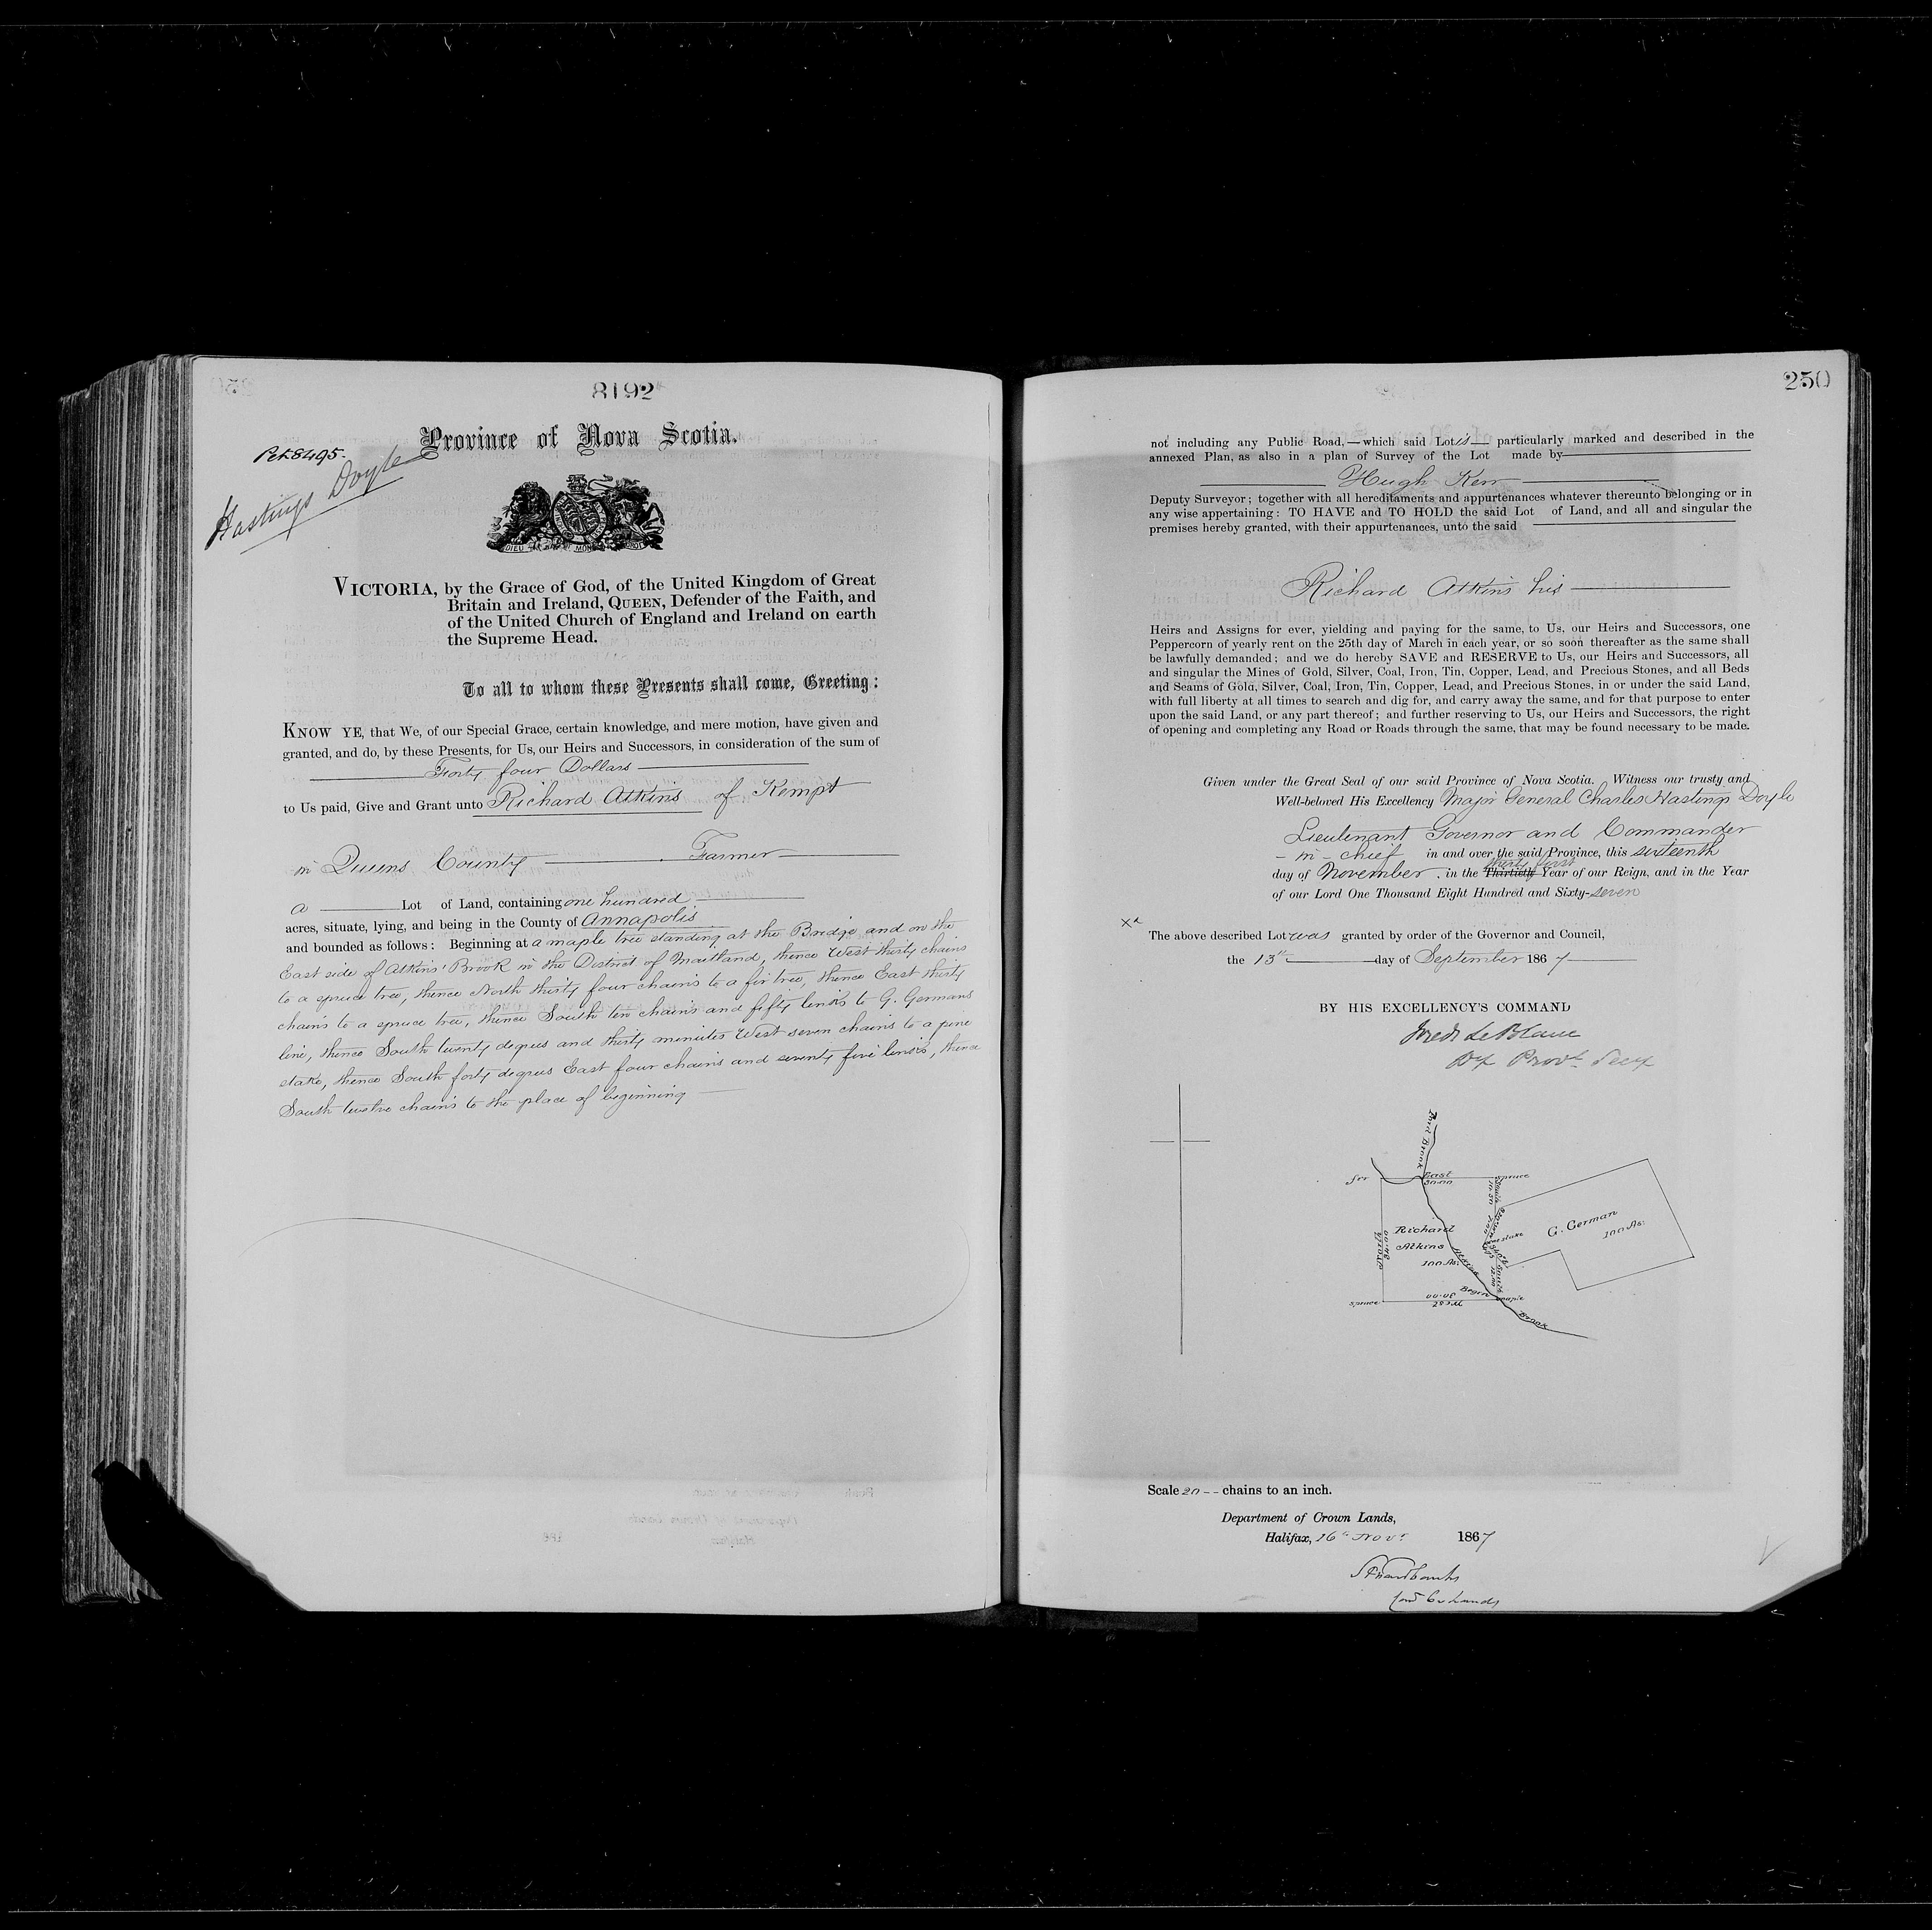 8192
Province of Nova Scotia.
Pet 8495.
Hastings Doyle
VICTORIA, by the Grace of God, of the United Kingdom of Great
Britain and Ireland, QUEEN, Defender of the Faith, and
of the United Church of England and Ireland on earth
the Supreme Head.
To all to whom these Presents shall come, Greeting:
KNOW YE, that We, of our Special Grace, certain knowledge, and mere motion, have given and
granted, and do, by these Presents, for Us, our Heirs and Successors, in consideration of the sum of
Forty four Dollars
to Us paid, Give and Grant unto Richard Atkins of Kempt
in Queens County Farmer
a Lot of Land, containing one hundred
acres, situate, lying, and being in the County of Annapolis
and bounded as follows: Beginning at a maple tree standing at the Bridge and on the
East side of Atkins' Brook in the District of Maitland, thence West thirty chains
to a spruce tree, thence North thirty four chains to a fir tree, thence East thirty
chains to a spruce tree, thence South ten chains and fifty links to G. Germans
line, thence South twenty degrees and thirty minutes West seven chains to a pine
stake, thence South forty degrees East four chains and seventy five links, thence
South twelve chains to the place of beginning
250
not including any Public Road,—which said Lot is particularly marked and described in the
annexed Plan, as also in a plan of Survey of the Lot made by
Hugh Kerr
Deputy Surveyor; together with all hereditaments and appurtenances whatever thereunto belonging or in
any wise appertaining: TO HAVE and TO HOLD the said Lot of Land, and all and singular the
premises hereby granted, with their appurtenances, unto the said
Richard Atkins his
Heirs and Assigns for ever, yielding and paying for the same, to Us, our Heirs and Successors, one
Peppercorn of yearly rent on the 25th day of March in each year, or so soon thereafter as the same shall
be lawfully demanded; and we do hereby SAVE and RESERVE to Us, our Heirs and Successors, all
and singular the Mines of Gold, Silver, Coal, Iron, Tin, Copper, Lead, and Precious Stones, and all Beds
and Seams of Gold, Silver, Coal, Iron, Tin, Copper, Lead, and Precious Stones, in or under the said Land,
with full liberty at all times to search and dig for, and carry away the same, and for that purpose to enter
upon the said Land, or any part thereof; and further reserving to Us, our Heirs and Successors, the right
of opening and completing any Road or Roads through the same, that may be found necessary to be made.
Given under the Great Seal of our said Province of Nova Scotia. Witness our trusty and
Well-beloved His Excellency Major General Charles Hastings Doyle
Lieutenant Governor and Commander
-in-chief in and over the said Province, this sixteenth
thirty first
day of November, in the Thirtieth Year of our Reign, and in the Year
of our Lord One Thousand Eight Hundred and Sixty-seven
The above described Lot was granted by order of the Governor and Council,
the 13th day of September 1867
BY HIS EXCELLENCY'S COMMAND
Fred: LeBlanc
Dy Provl. Secy
Brook
fir
East
30.00
spruce
North
34.00
Richard
Atkins
100 As.
Atkins
Brook
South
10.50
pine stake
South
12.00
G. German
100 As.
spruce
30.00
West
Begin
maple
Scale 20 -- chains to an inch.
Department of Crown Lands,
Halifax, 16th Novr 1867